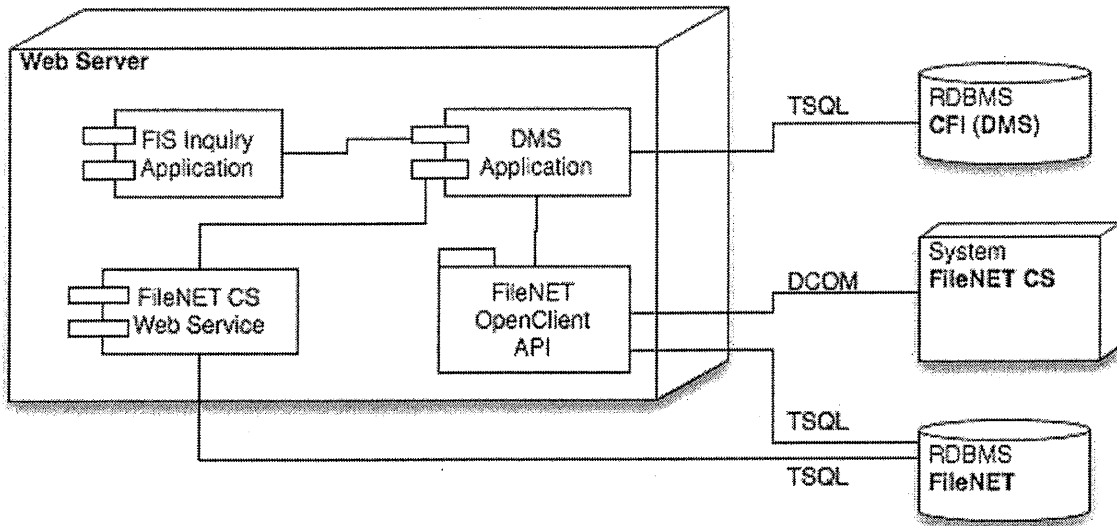 Web Server
FIS Inquiry
Application
DMS
Application
FileNET CS
Web Service
FileNET
OpenClient
API
TSQL
RDBMS
CFI (DMS)
DCOM
System
FileNET CS
TSQL
TSQL
RDBMS
FileNET